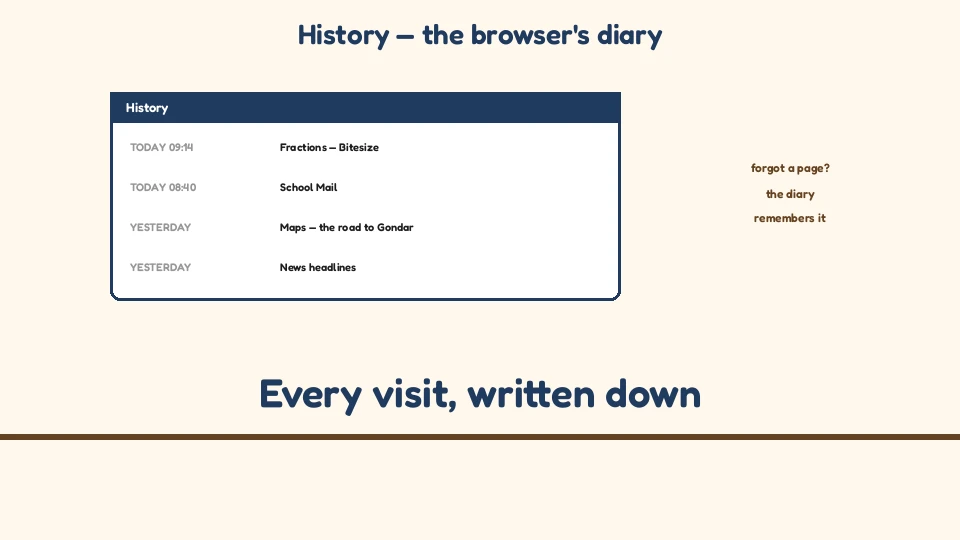 History — the browser's diary
History
TODAY 09:14 Fractions — Bitesize
TODAY 08:40 School Mail
YESTERDAY Maps — the road to Gondar
YESTERDAY News headlines
forgot a page?
the diary
remembers it
Every visit, written down